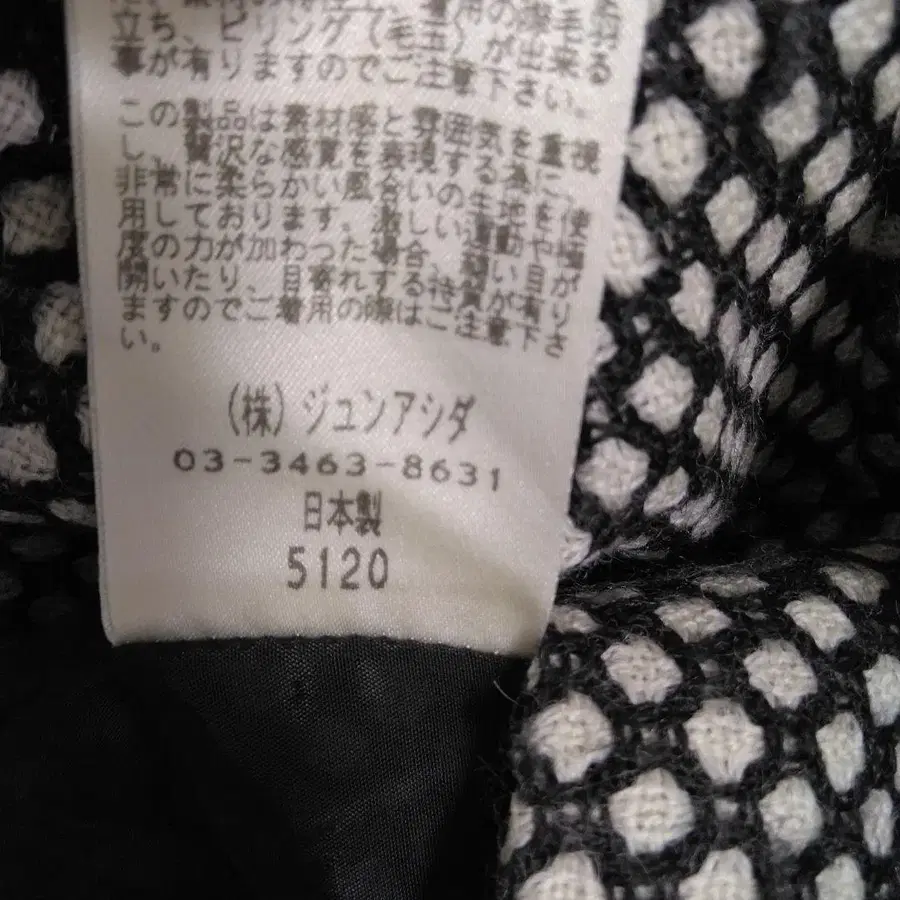 事が有りますのでご注意下さい。
この製品は素材感と雰囲気を重視
し、贅沢な感覚を表現する為に、
非常に柔らかい風合いの生地を使
用しております。激しい運動や過
度の力が加わった場合、縫い目が
開いたり、目寄れする特質が有り
ますのでご着用の際はご注意下さ
い。
(株)ジュンアシダ
03-3463-8631
日本製
5120